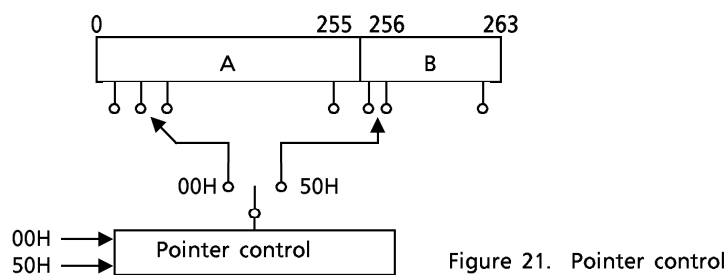 0 255 256 263
A B
00H 50H
00H
Pointer control
50H
Figure 21. Pointer control